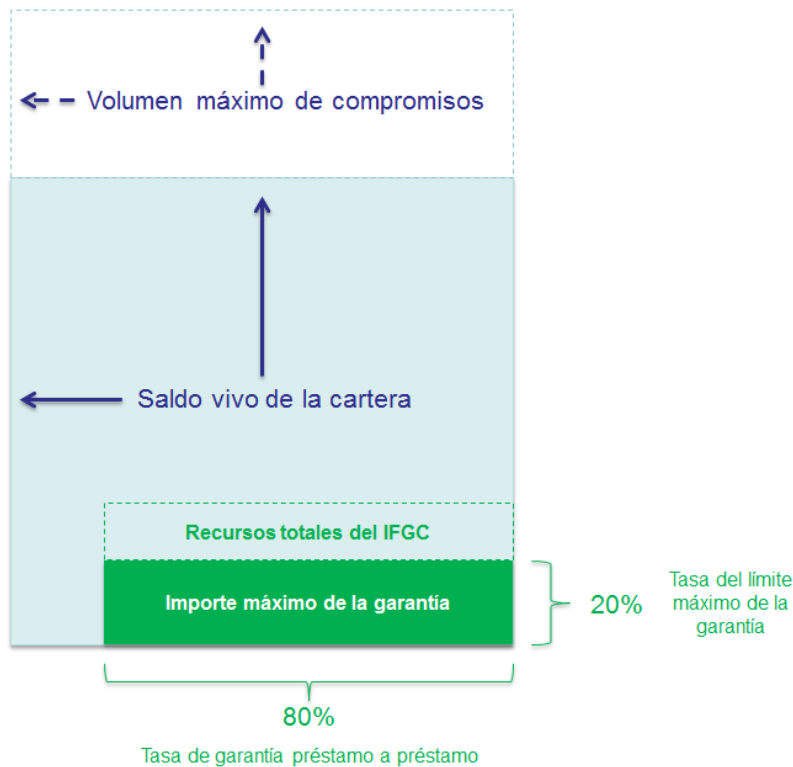 Volumen máximo de compromisos
Saldo vivo de la cartera
Recursos totales del IFGC
Importe máximo de la garantía
20%
Tasa del límite
máximo de la
garantía
80%
Tasa de garantía préstamo a préstamo